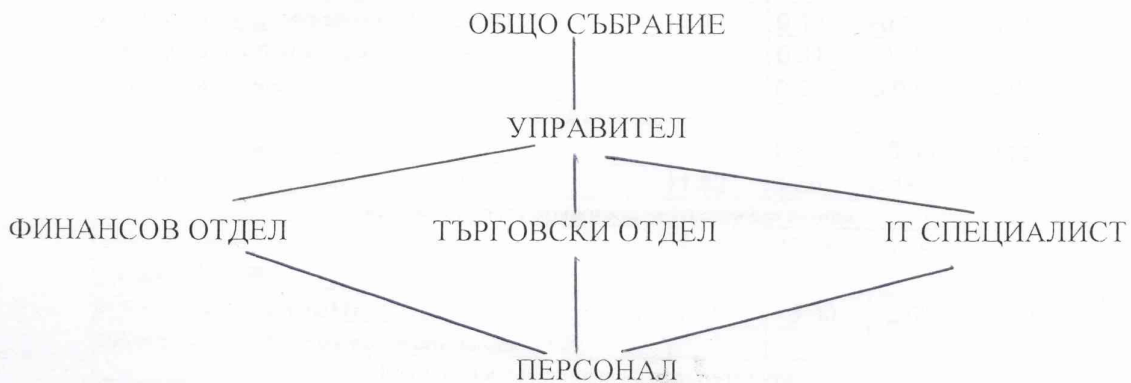 ОБЩО СЪБРАНИЕ
УПРАВИТЕЛ
ФИНАНСОВ ОТДЕЛ ТЪРГОВСКИ ОТДЕЛ IT СПЕЦИАЛИСТ
ПЕРСОНАЛ